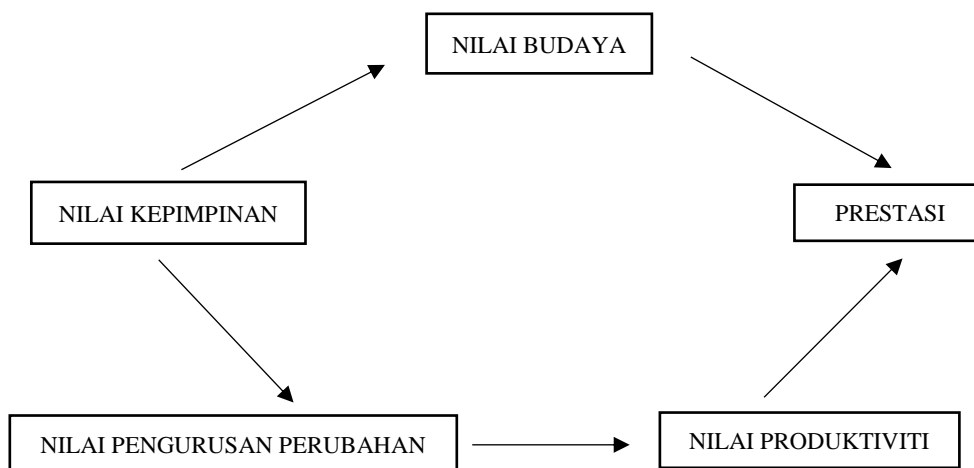 NILAI BUDAYA
NILAI KEPIMPINAN
PRESTASI
NILAI PENGURUSAN PERUBAHAN
NILAI PRODUKTIVITI